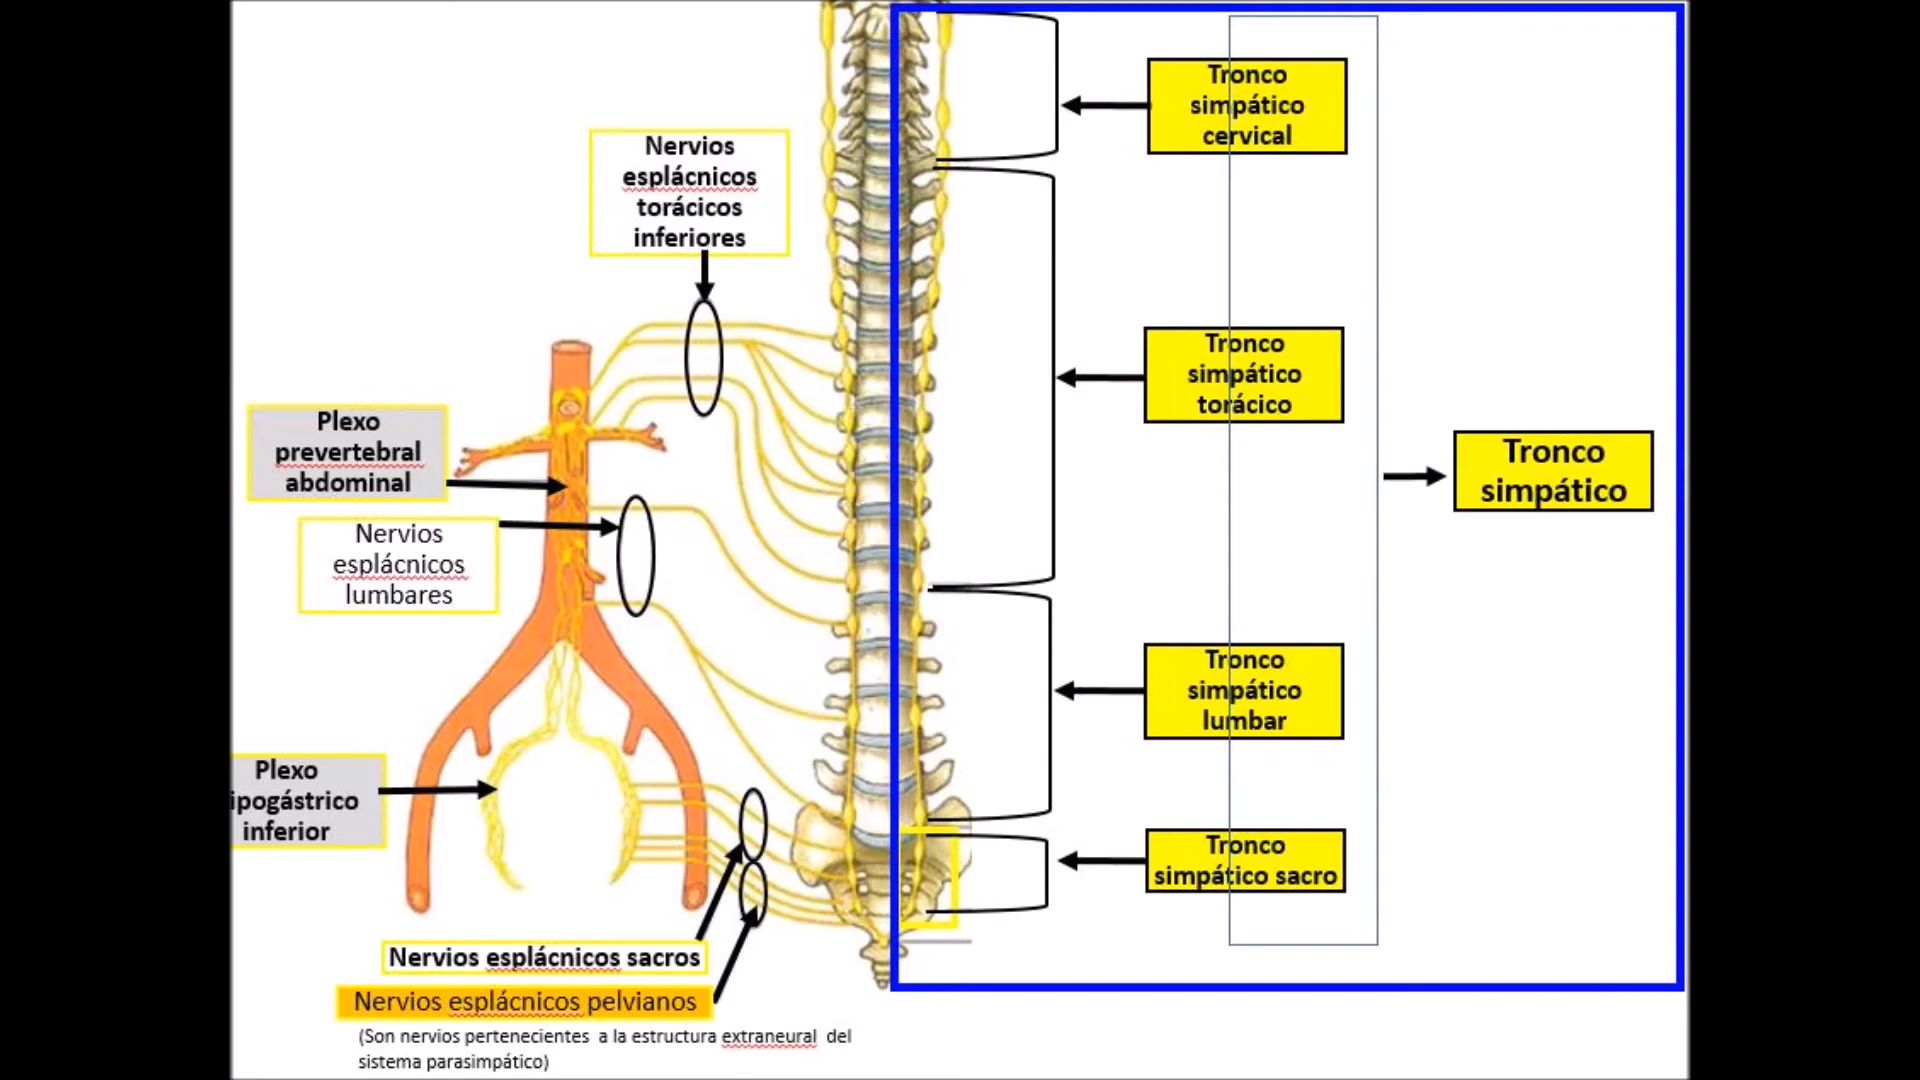 Tronco
simpático
cervical
Nervios
esplácnicos
torácicos
inferiores
Tronco
simpático
torácico
Plexo
prevertebral
abdominal
Tronco
simpático
Nervios
esplácnicos
lumbares
Tronco
simpático
lumbar
Plexo
ipogástrico
inferior
Tronco
simpático sacro
Nervios esplácnicos sacros
Nervios esplácnicos pelvianos
(Son nervios pertenecientes a la estructura extraneural del
sistema parasimpático)